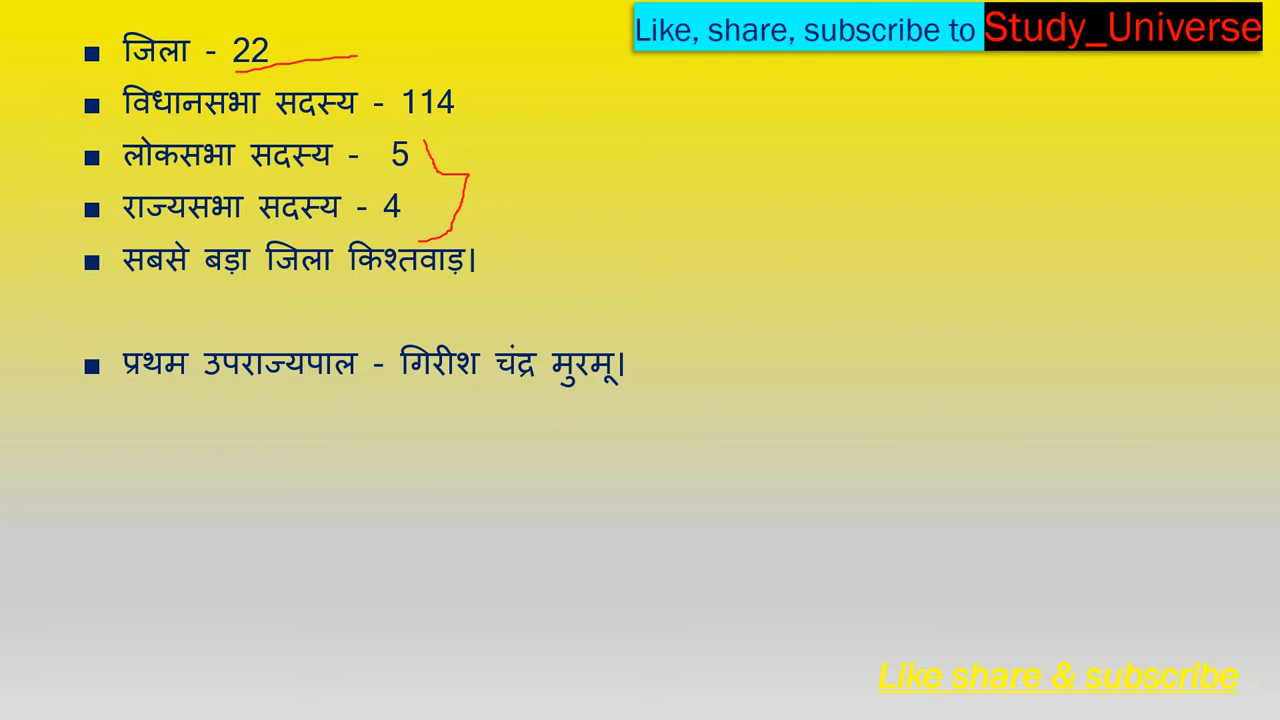 Like, share, subscribe to Study_Universe
▪ जिला - 22
▪ विधानसभा सदस्य - 114
▪ लोकसभा सदस्य - 5
▪ राज्यसभा सदस्य - 4
▪ सबसे बड़ा जिला किश्तवाड़।
▪ प्रथम उपराज्यपाल - गिरीश चंद्र मुरमू।
Like share & subscribe